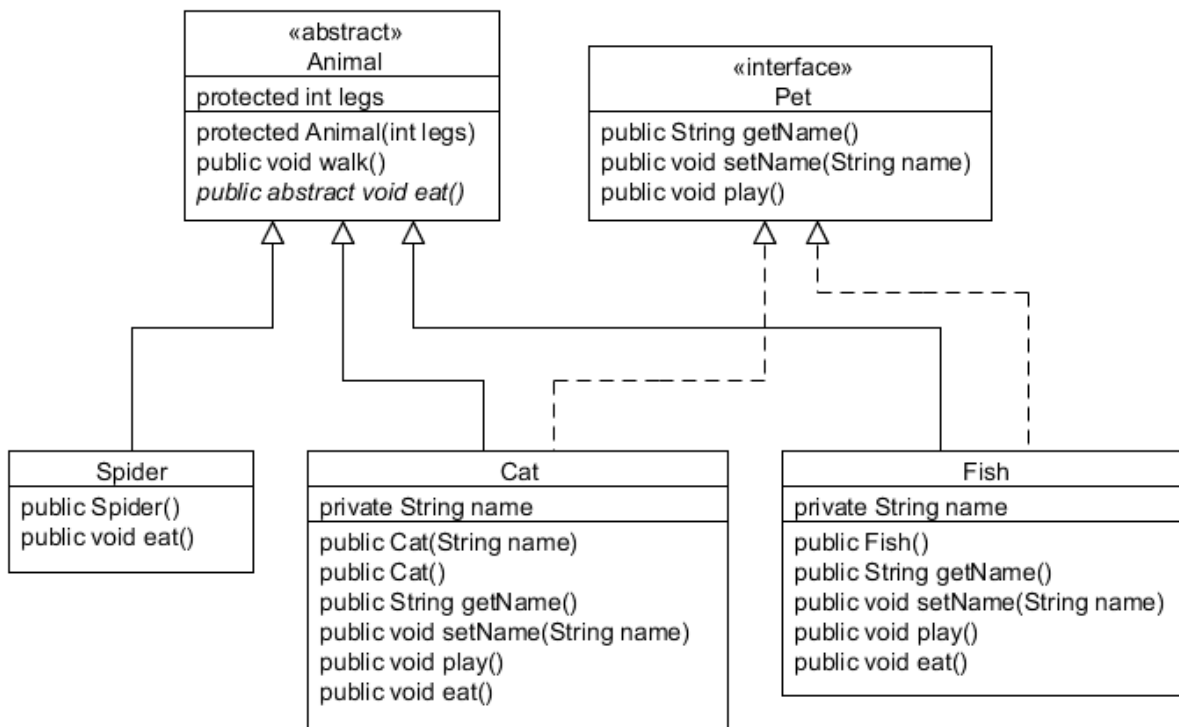 «abstract»
Animal
protected int legs
protected Animal(int legs)
public void walk()
public abstract void eat()
«interface»
Pet
public String getName()
public void setName(String name)
public void play()
Spider
public Spider()
public void eat()
Cat
private String name
public Cat(String name)
public Cat()
public String getName()
public void setName(String name)
public void play()
public void eat()
Fish
private String name
public Fish()
public String getName()
public void setName(String name)
public void play()
public void eat()